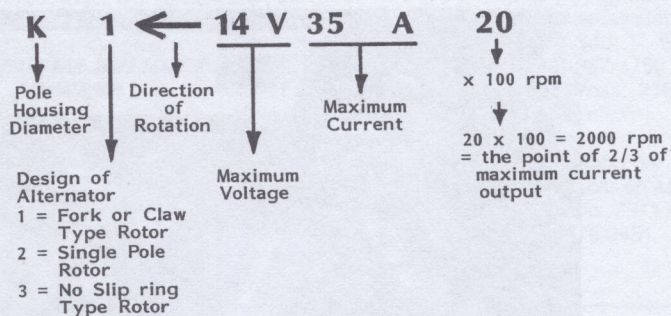 K 1 ← 14 V 35 A 20
Pole
Housing
Diameter
Direction
of
Rotation
Maximum
Current
x 100 rpm
20 x 100 = 2000 rpm
= the point of 2/3 of
maximum current
output
Design of
Alternator
1 = Fork or Claw
Type Rotor
2 = Single Pole
Rotor
3 = No Slip ring
Type Rotor
Maximum
Voltage